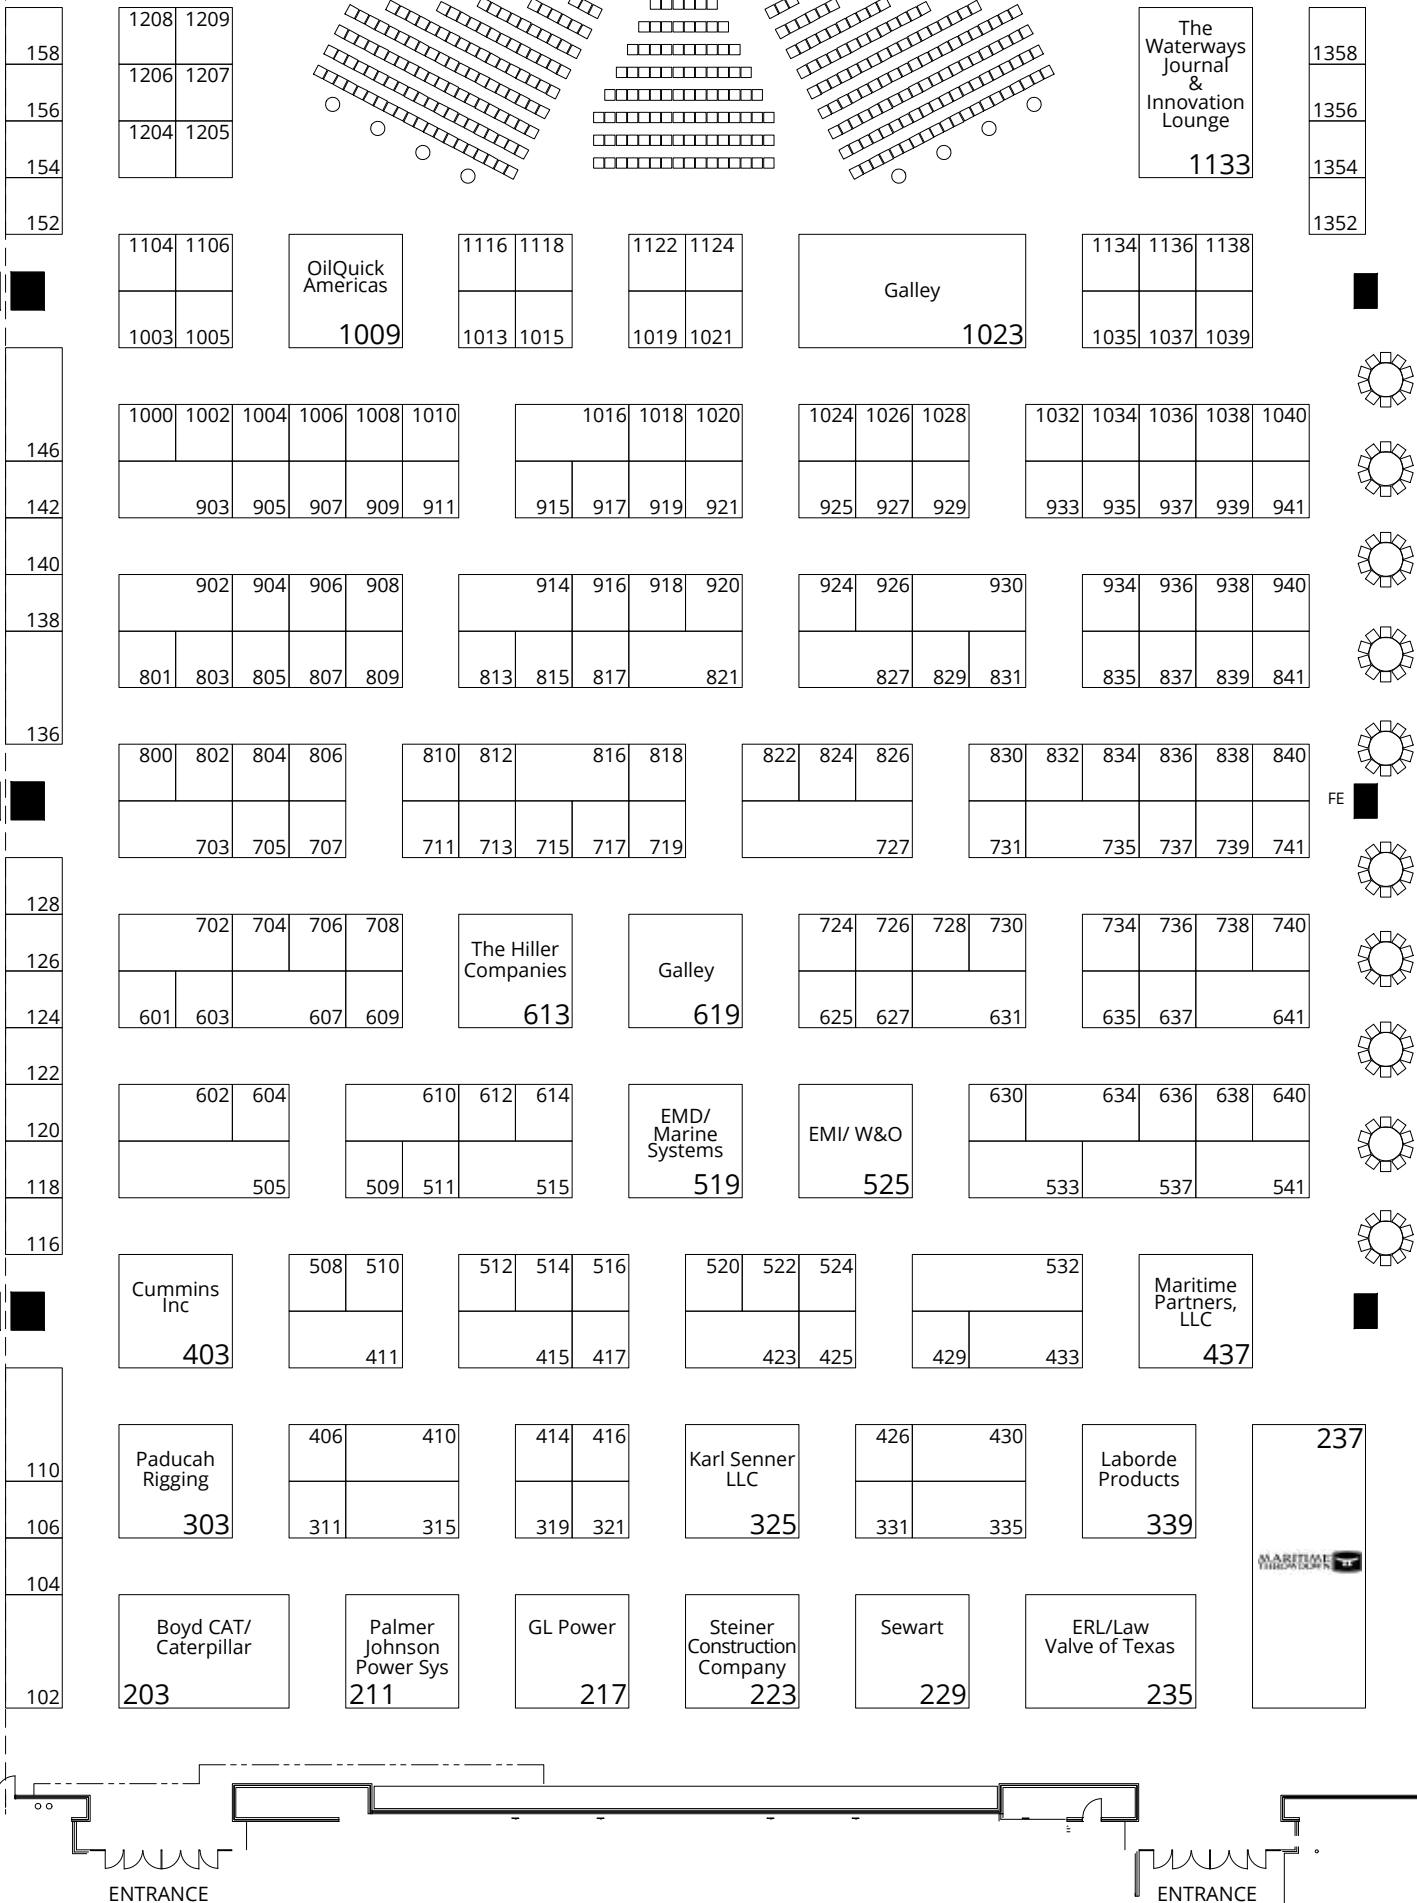 158
156
154
152
1208 1209
1206 1207
1204 1205
The
Waterways
Journal
&
Innovation
Lounge
1133
1358
1356
1354
1352
1104 1106
1003 1005
OilQuick
Americas
1009
1116 1118
1013 1015
1122 1124
1019 1021
Galley
1023
1134 1136 1138
1035 1037 1039
146
142
140
138
136
1000 1002 1004 1006 1008 1010
903 905 907 909 911
1016 1018 1020
915 917 919 921
1024 1026 1028
925 927 929
1032 1034 1036 1038 1040
933 935 937 939 941
902 904 906 908
801 803 805 807 809
914 916 918 920
813 815 817 821
924 926 930
827 829 831
934 936 938 940
835 837 839 841
800 802 804 806
703 705 707
810 812 816 818
711 713 715 717 719
822 824 826
727
830 832 834 836 838 840
731 735 737 739 741
FE
128
126
124
122
120
118
116
702 704 706 708
601 603 607 609
The Hiller
Companies
613
Galley
619
724 726 728 730
625 627 631
734 736 738 740
635 637 641
602 604
505
610 612 614
509 511 515
EMD/
Marine
Systems
519
EMI/ W&O
525
630 634 636 638 640
533 537 541
Cummins
Inc
403
508 510
411
512 514 516
415 417
520 522 524
423 425
532
429 433
Maritime
Partners,
LLC
437
110
106
104
102
Paducah
Rigging
303
406 410
311 315
414 416
319 321
Karl Senner
LLC
325
426 430
331 335
Laborde
Products
339
237
MARITIME
THROWDOWN
Boyd CAT/
Caterpillar
203
Palmer
Johnson
Power Sys
211
GL Power
217
Steiner
Construction
Company
223
Sewart
229
ERL/Law
Valve of Texas
235
ENTRANCE
ENTRANCE